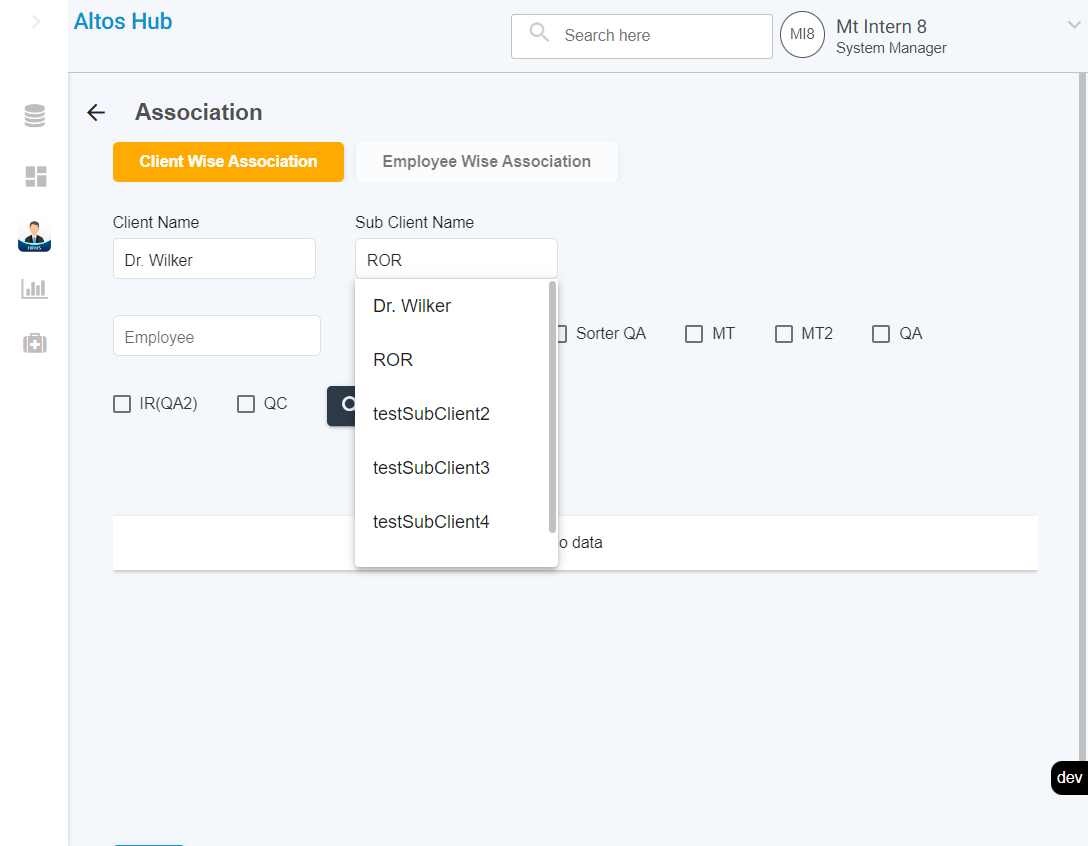 Altos Hub
Search here
MI8
Mt Intern 8
System Manager
Association
Client Wise Association
Employee Wise Association
Client Name
Sub Client Name
Dr. Wilker
ROR
Dr. Wilker
ROR
testSubClient2
testSubClient3
testSubClient4
Employee
Sorter QA
MT
MT2
QA
IR(QA2)
QC
o data
HRMS
dev